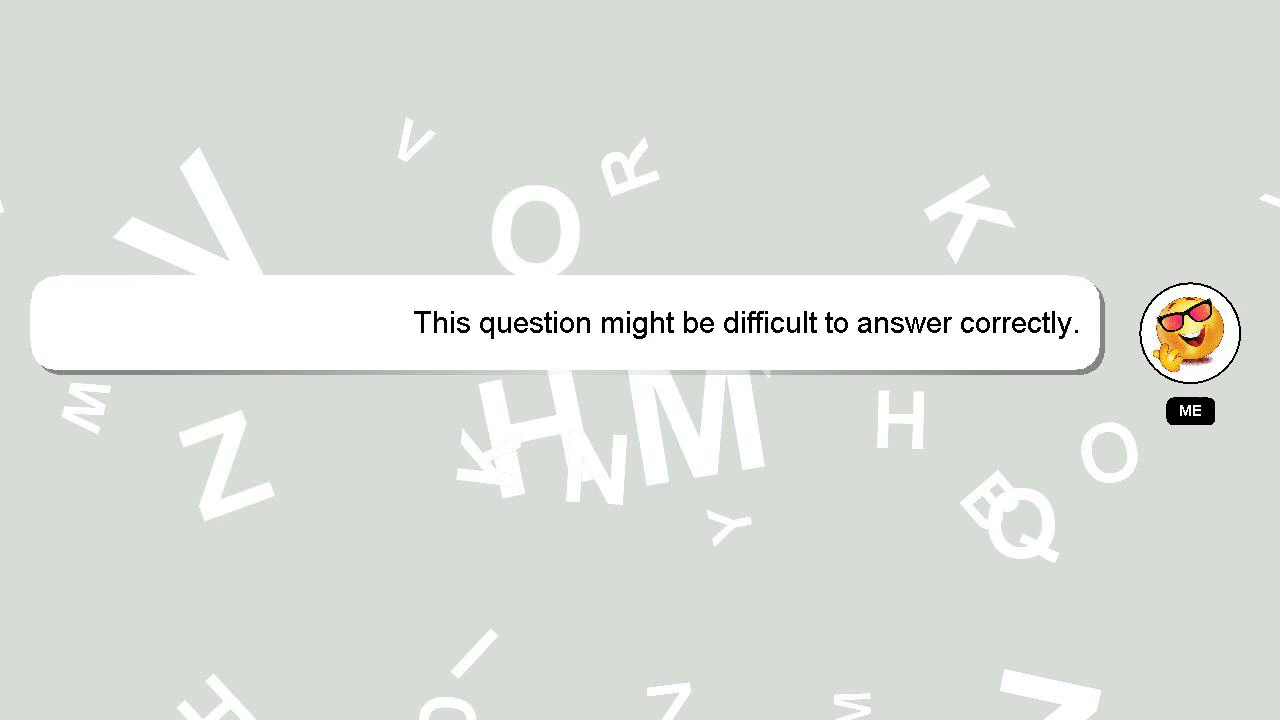 This question might be difficult to answer correctly.
ME
V
V
O
R
K
M
Z
H
K
N
M
H
O
B
Q
Y
I
H
O
Z
M